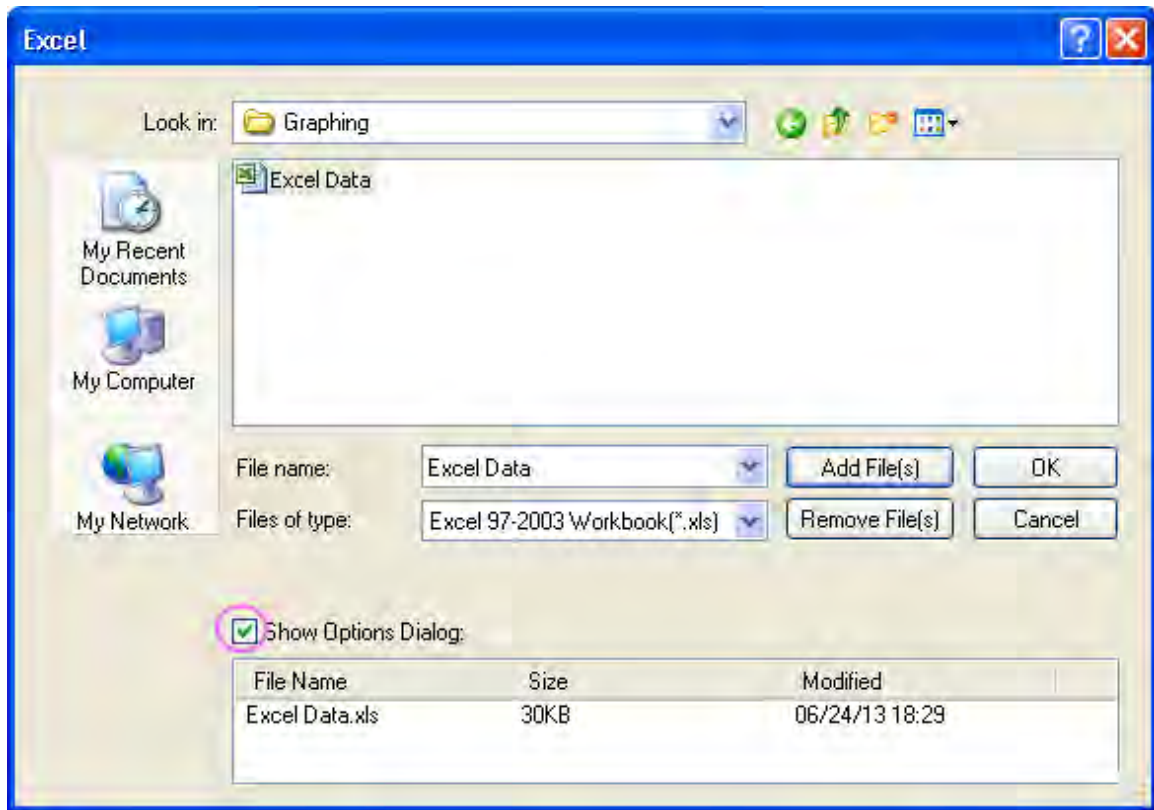 Excel
Look in: Graphing
Excel Data
My Recent
Documents
My Computer
My Network
File name: Excel Data Add File(s) OK
Files of type: Excel 97-2003 Workbook(*.xls) Remove File(s) Cancel
Show Options Dialog:
File Name Size Modified
Excel Data.xls 30KB 06/24/13 18:29